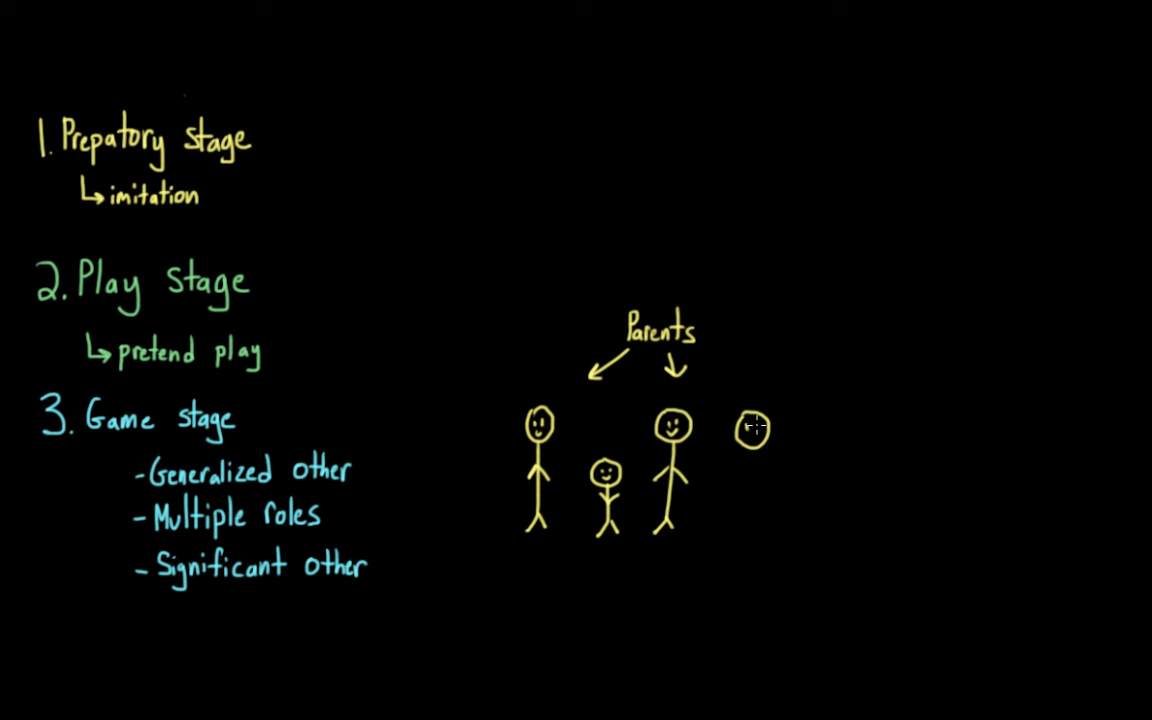 1. Prepatory stage
↳ imitation
2. Play stage
↳ pretend play
3. Game stage
- Generalized other
- Multiple roles
- Significant other
Parents